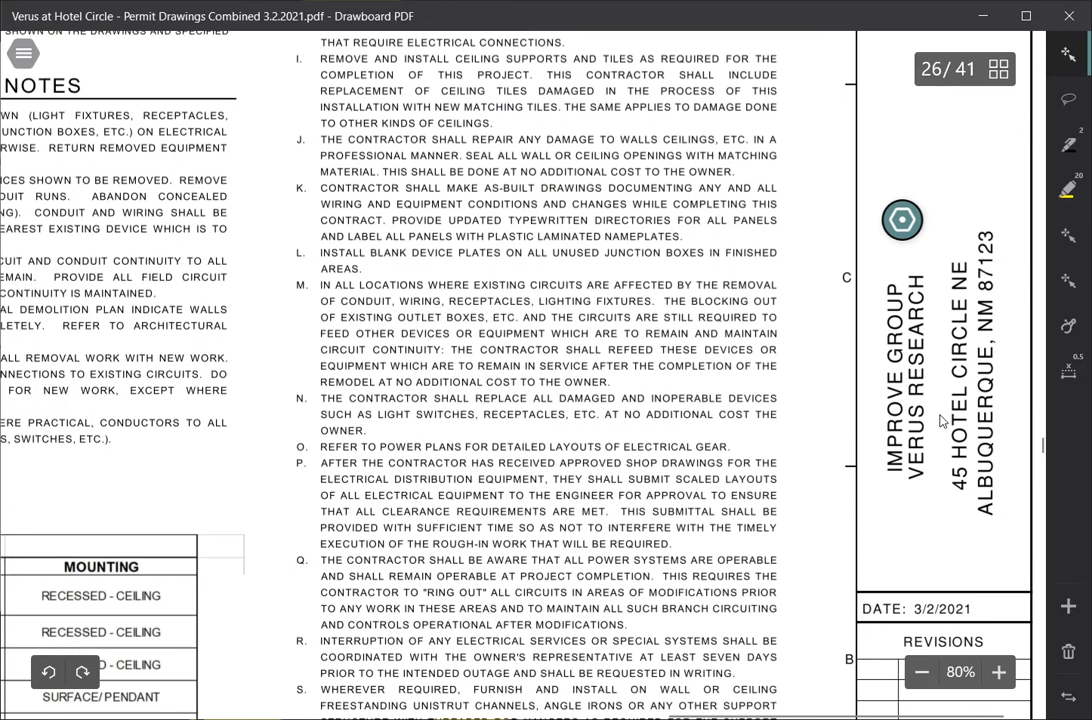 Verus at Hotel Circle - Permit Drawings Combined 3.2.2021.pdf - Drawboard PDF
SHOWN ON THE DRAWINGS AND SPECIFIED
NOTES
WN (LIGHT FIXTURES, RECEPTACLES,
UNCTION BOXES, ETC.) ON ELECTRICAL
RWISE. RETURN REMOVED EQUIPMENT
ICES SHOWN TO BE REMOVED. REMOVE
DUIT RUNS. ABANDON CONCEALED
NG). CONDUIT AND WIRING SHALL BE
EAREST EXISTING DEVICE WHICH IS TO
CUIT AND CONDUIT CONTINUITY TO ALL
EMAIN. PROVIDE ALL FIELD CIRCUIT
CONTINUITY IS MAINTAINED.
AL DEMOLITION PLAN INDICATE WALLS
LETELY. REFER TO ARCHITECTURAL
ALL REMOVAL WORK WITH NEW WORK.
NNECTIONS TO EXISTING CIRCUITS. DO
FOR NEW WORK, EXCEPT WHERE
ERE PRACTICAL, CONDUCTORS TO ALL
S, SWITCHES, ETC.).
MOUNTING
RECESSED - CEILING
RECESSED - CEILING
D - CEILING
SURFACE/ PENDANT
THAT REQUIRE ELECTRICAL CONNECTIONS.
I. REMOVE AND INSTALL CEILING SUPPORTS AND TILES AS REQUIRED FOR THE
COMPLETION OF THIS PROJECT. THIS CONTRACTOR SHALL INCLUDE
REPLACEMENT OF CEILING TILES DAMAGED IN THE PROCESS OF THIS
INSTALLATION WITH NEW MATCHING TILES. THE SAME APPLIES TO DAMAGE DONE
TO OTHER KINDS OF CEILINGS.
J. THE CONTRACTOR SHALL REPAIR ANY DAMAGE TO WALLS CEILINGS, ETC. IN A
PROFESSIONAL MANNER. SEAL ALL WALL OR CEILING OPENINGS WITH MATCHING
MATERIAL. THIS SHALL BE DONE AT NO ADDITIONAL COST TO THE OWNER.
K. CONTRACTOR SHALL MAKE AS-BUILT DRAWINGS DOCUMENTING ANY AND ALL
WIRING AND EQUIPMENT CONDITIONS AND CHANGES WHILE COMPLETING THIS
CONTRACT. PROVIDE UPDATED TYPEWRITTEN DIRECTORIES FOR ALL PANELS
AND LABEL ALL PANELS WITH PLASTIC LAMINATED NAMEPLATES.
L. INSTALL BLANK DEVICE PLATES ON ALL UNUSED JUNCTION BOXES IN FINISHED
AREAS.
M. IN ALL LOCATIONS WHERE EXISTING CIRCUITS ARE AFFECTED BY THE REMOVAL
OF CONDUIT, WIRING, RECEPTACLES, LIGHTING FIXTURES. THE BLOCKING OUT
OF EXISTING OUTLET BOXES, ETC. AND THE CIRCUITS ARE STILL REQUIRED TO
FEED OTHER DEVICES OR EQUIPMENT WHICH ARE TO REMAIN AND MAINTAIN
CIRCUIT CONTINUITY: THE CONTRACTOR SHALL REFEED THESE DEVICES OR
EQUIPMENT WHICH ARE TO REMAIN IN SERVICE AFTER THE COMPLETION OF THE
REMODEL AT NO ADDITIONAL COST TO THE OWNER.
N. THE CONTRACTOR SHALL REPLACE ALL DAMAGED AND INOPERABLE DEVICES
SUCH AS LIGHT SWITCHES, RECEPTACLES, ETC. AT NO ADDITIONAL COST THE
OWNER.
O. REFER TO POWER PLANS FOR DETAILED LAYOUTS OF ELECTRICAL GEAR.
P. AFTER THE CONTRACTOR HAS RECEIVED APPROVED SHOP DRAWINGS FOR THE
ELECTRICAL DISTRIBUTION EQUIPMENT, THEY SHALL SUBMIT SCALED LAYOUTS
OF ALL ELECTRICAL EQUIPMENT TO THE ENGINEER FOR APPROVAL TO ENSURE
THAT ALL CLEARANCE REQUIREMENTS ARE MET. THIS SUBMITTAL SHALL BE
PROVIDED WITH SUFFICIENT TIME SO AS NOT TO INTERFERE WITH THE TIMELY
EXECUTION OF THE ROUGH-IN WORK THAT WILL BE REQUIRED.
Q. THE CONTRACTOR SHALL BE AWARE THAT ALL POWER SYSTEMS ARE OPERABLE
AND SHALL REMAIN OPERABLE AT PROJECT COMPLETION. THIS REQUIRES THE
CONTRACTOR TO "RING OUT" ALL CIRCUITS IN AREAS OF MODIFICATIONS PRIOR
TO ANY WORK IN THESE AREAS AND TO MAINTAIN ALL SUCH BRANCH CIRCUITING
AND CONTROLS OPERATIONAL AFTER MODIFICATIONS.
R. INTERRUPTION OF ANY ELECTRICAL SERVICES OR SPECIAL SYSTEMS SHALL BE
COORDINATED WITH THE OWNER'S REPRESENTATIVE AT LEAST SEVEN DAYS
PRIOR TO THE INTENDED OUTAGE AND SHALL BE REQUESTED IN WRITING.
S. WHEREVER REQUIRED, FURNISH AND INSTALL ON WALL OR CEILING
FREESTANDING UNISTRUT CHANNELS, ANGLE IRONS OR ANY OTHER SUPPORT
C
B
26/ 41
IMPROVE GROUP
VERUS RESEARCH
45 HOTEL CIRCLE NE
ALBUQUERQUE, NM 87123
DATE: 3/2/2021
REVISIONS
80%
2
20
0.5